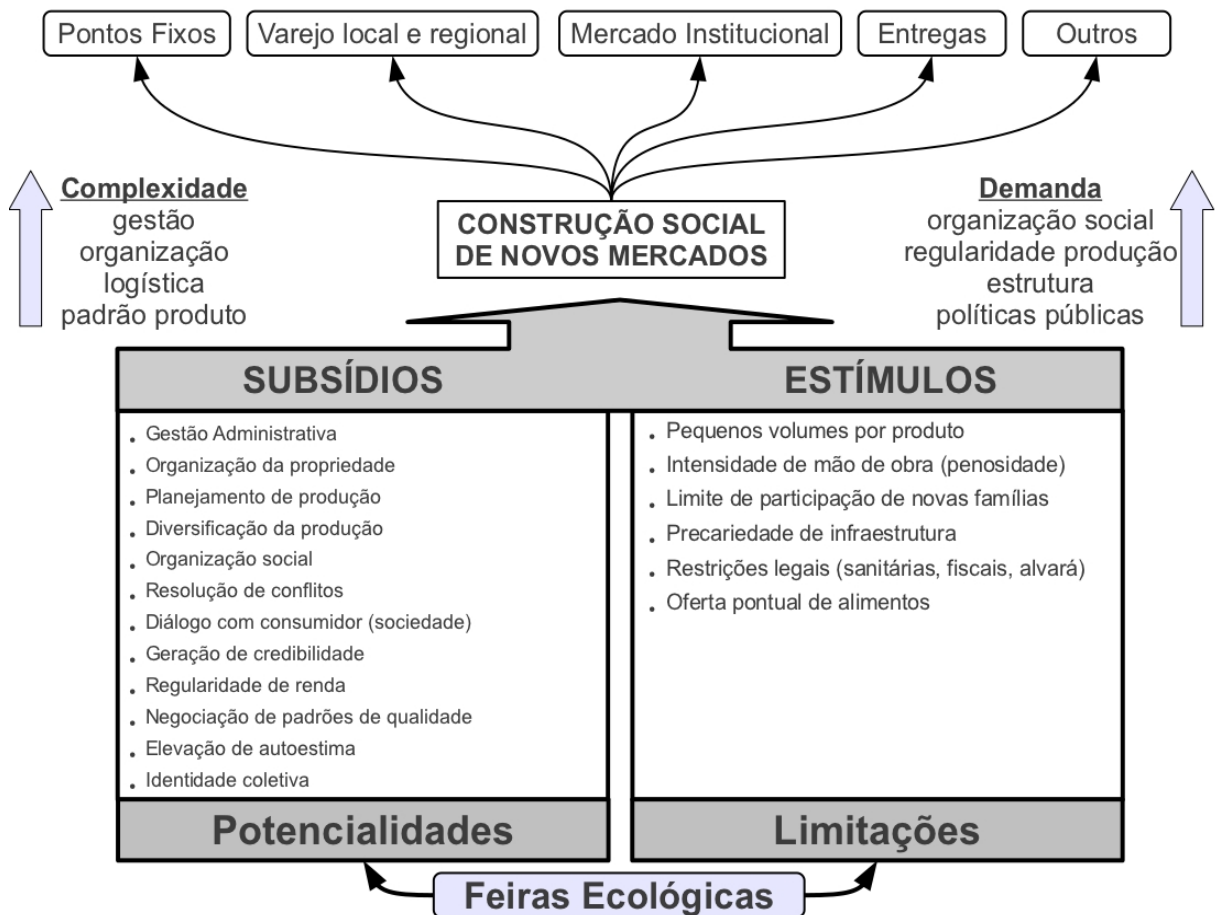 Pontos Fixos
Varejo local e regional
Mercado Institucional
Entregas
Outros
Complexidade
gestão
organização
logística
padrão produto
CONSTRUÇÃO SOCIAL
DE NOVOS MERCADOS
Demanda
organização social
regularidade produção
estrutura
políticas públicas
SUBSÍDIOS
ESTÍMULOS
. Gestão Administrativa
. Organização da propriedade
. Planejamento de produção
. Diversificação da produção
. Organização social
. Resolução de conflitos
. Diálogo com consumidor (sociedade)
. Geração de credibilidade
. Regularidade de renda
. Negociação de padrões de qualidade
. Elevação de autoestima
. Identidade coletiva
. Pequenos volumes por produto
. Intensidade de mão de obra (penosidade)
. Limite de participação de novas famílias
. Precariedade de infraestrutura
. Restrições legais (sanitárias, fiscais, alvará)
. Oferta pontual de alimentos
Potencialidades
Limitações
Feiras Ecológicas